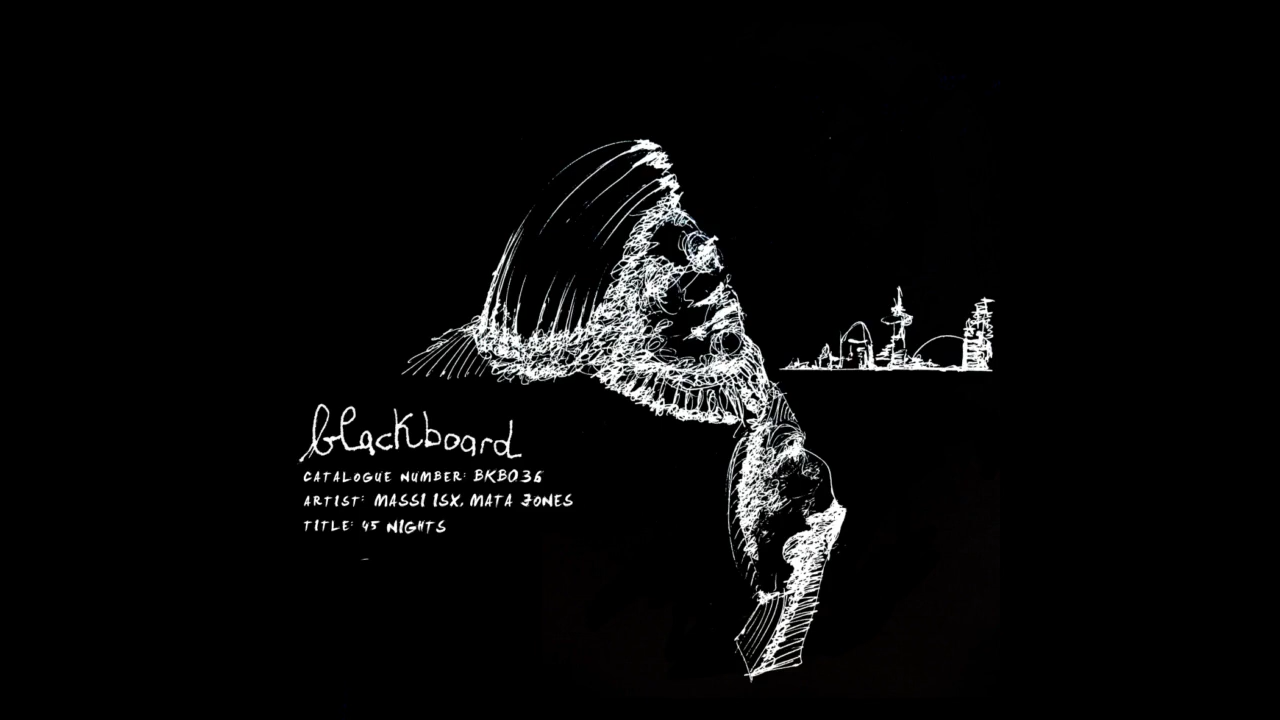 blackboard
CATALOGUE NUMBER: BKB036
ARTIST: MASSI ISX, MATA JONES
TITLE: 45 NIGHTS